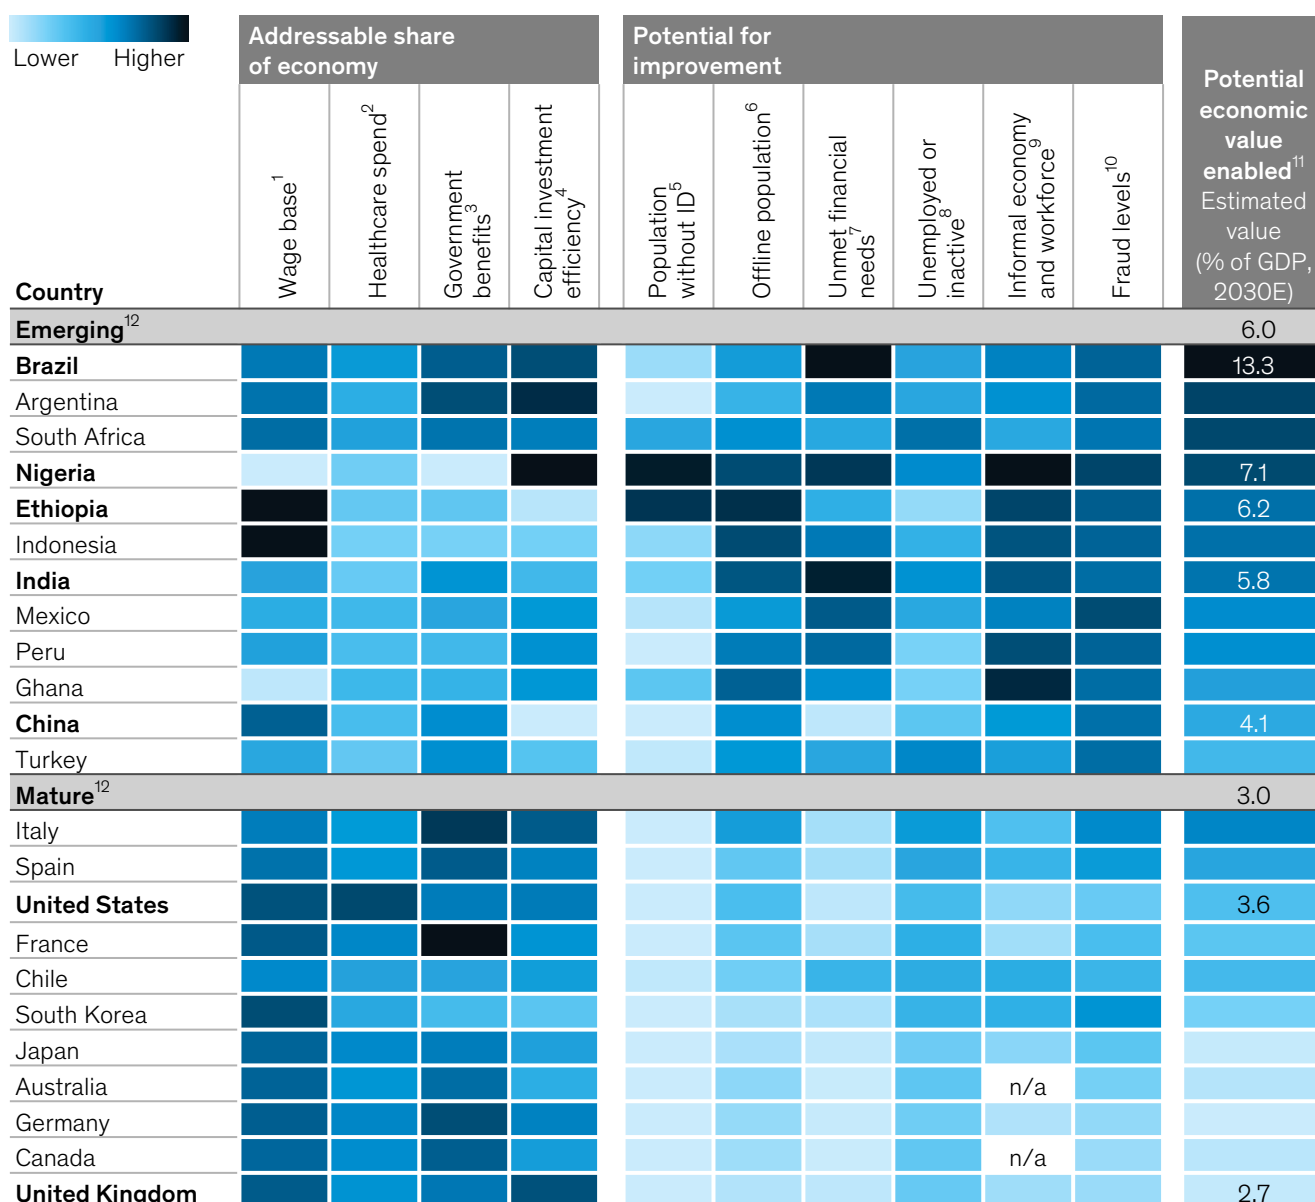 Lower Higher
Addressable share
of economy
Potential for
improvement
Potential
economic
value
enabled11
Estimated
value
(% of GDP,
2030E)
Country
Wage base1
Healthcare spend2
Government
benefits3
Capital investment
efficiency4
Population
without ID5
Offline population6
Unmet financial
needs7
Unemployed or
inactive8
Informal economy
and workforce9
Fraud levels10
Emerging12 6.0
Brazil 13.3
Argentina
South Africa
Nigeria 7.1
Ethiopia 6.2
Indonesia
India 5.8
Mexico
Peru
Ghana
China 4.1
Turkey
Mature12 3.0
Italy
Spain
United States 3.6
France
Chile
South Korea
Japan
Australia n/a
Germany
Canada n/a
United Kingdom 2.7